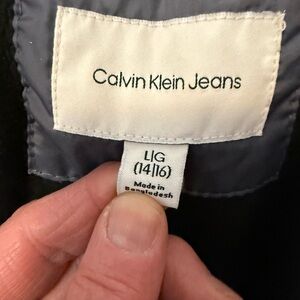 Calvin Klein Jeans
L|G
(14|16)
Made in
Bangladesh